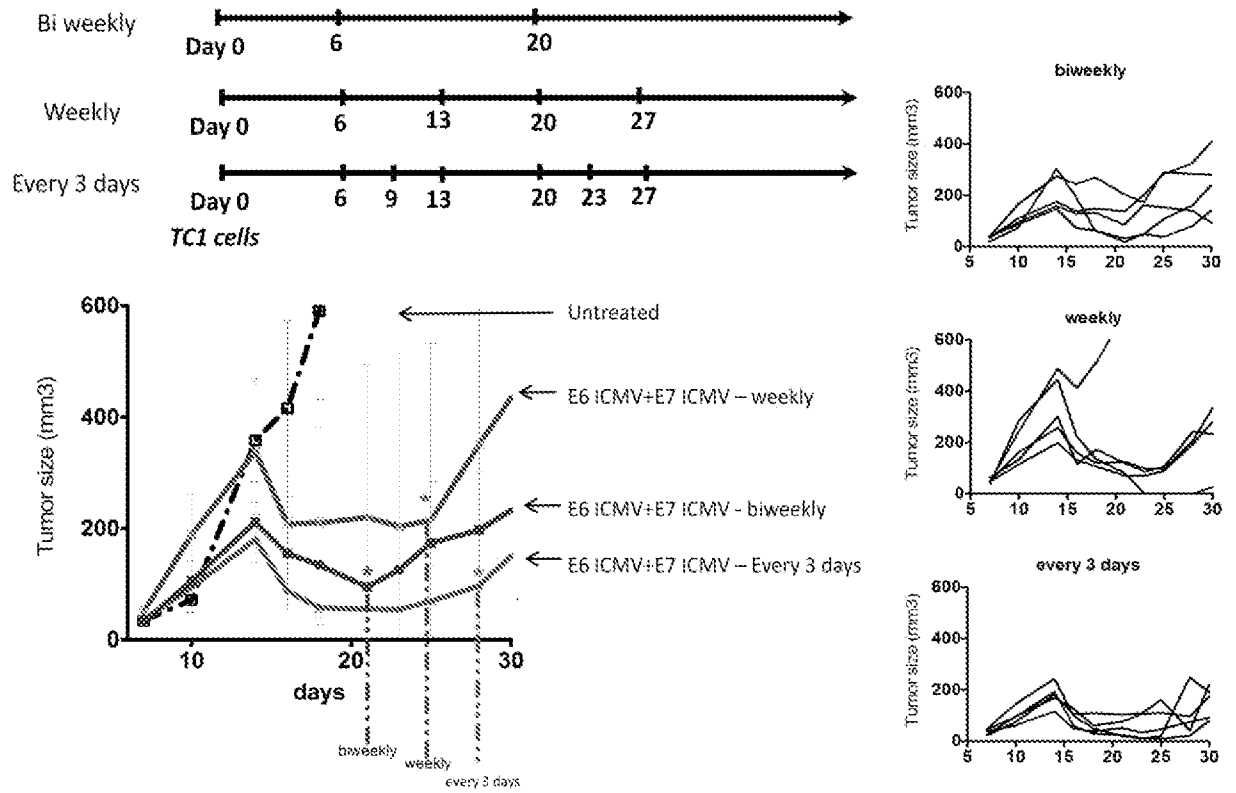 Bi weekly
Day 0 6 20
Weekly
Day 0 6 13 20 27
Every 3 days
Day 0 6 9 13 20 23 27
TC1 cells
600
400
200
0
Tumor size (mm3)
10 20 30
days
Untreated
E6 ICMV+E7 ICMV – weekly
E6 ICMV+E7 ICMV - biweekly
E6 ICMV+E7 ICMV – Every 3 days
*
*
*
biweekly
weekly
every 3 days
biweekly
600
400
200
0
Tumor size (mm3)
5 10 15 20 25 30
weekly
600
400
200
0
Tumor size (mm3)
5 10 15 20 25 30
every 3 days
600
400
200
0
Tumor size (mm3)
5 10 15 20 25 30